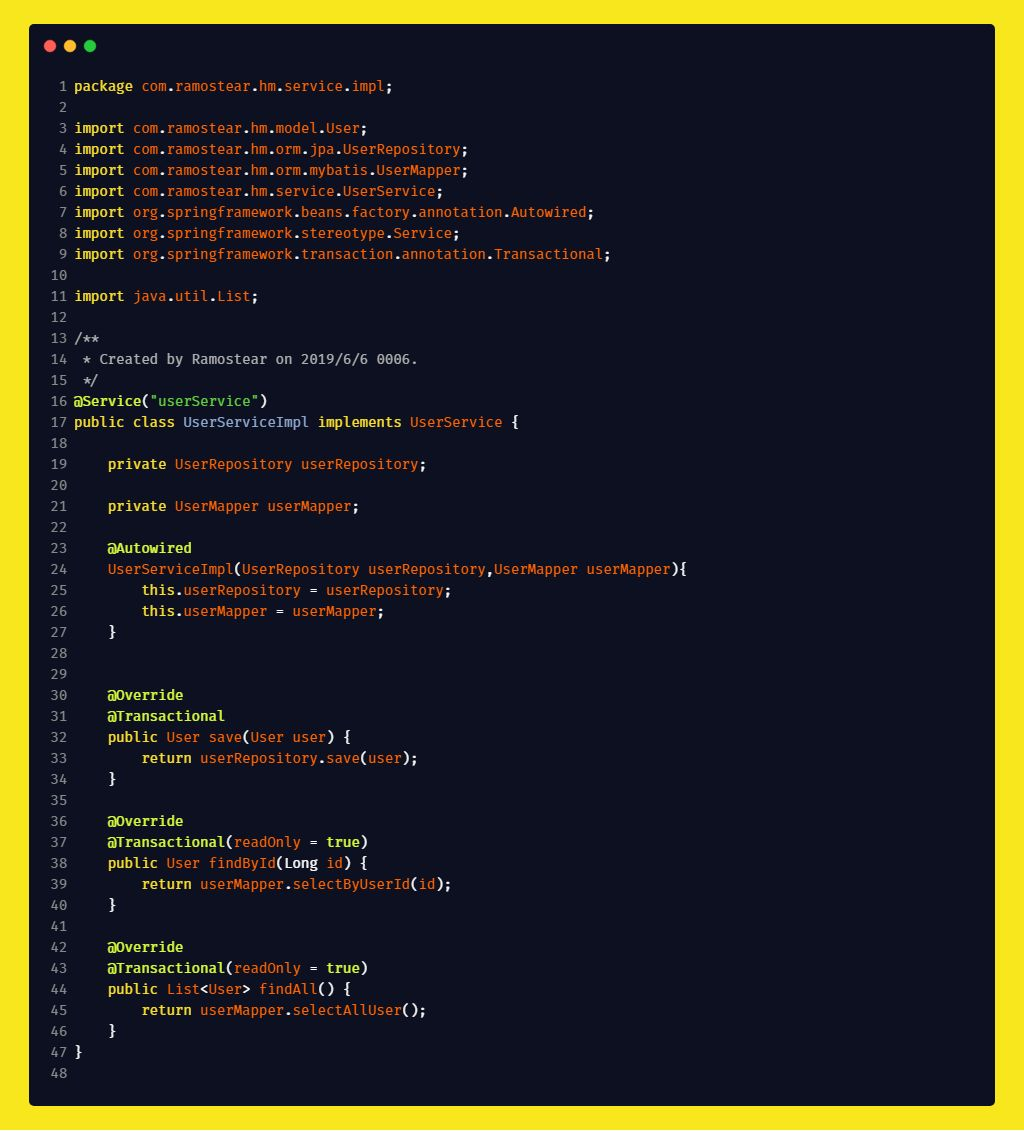 1 package com.ramostear.hm.service.impl;
2
3 import com.ramostear.hm.model.User;
4 import com.ramostear.hm.orm.jpa.UserRepository;
5 import com.ramostear.hm.orm.mybatis.UserMapper;
6 import com.ramostear.hm.service.UserService;
7 import org.springframework.beans.factory.annotation.Autowired;
8 import org.springframework.stereotype.Service;
9 import org.springframework.transaction.annotation.Transactional;
10
11 import java.util.List;
12
13 /**
14  * Created by Ramostear on 2019/6/6 0006.
15  */
16 @Service("userService")
17 public class UserServiceImpl implements UserService {
18
19     private UserRepository userRepository;
20
21     private UserMapper userMapper;
22
23     @Autowired
24     UserServiceImpl(UserRepository userRepository,UserMapper userMapper){
25         this.userRepository = userRepository;
26         this.userMapper = userMapper;
27     }
28
29
30     @Override
31     @Transactional
32     public User save(User user) {
33         return userRepository.save(user);
34     }
35
36     @Override
37     @Transactional(readOnly = true)
38     public User findById(Long id) {
39         return userMapper.selectByUserId(id);
40     }
41
42     @Override
43     @Transactional(readOnly = true)
44     public List<User> findAll() {
45         return userMapper.selectAllUser();
46     }
47 }
48